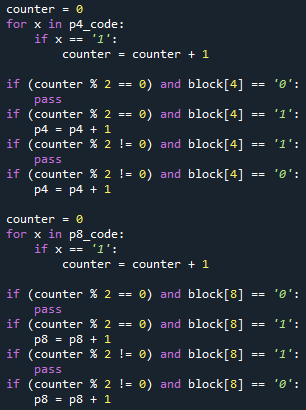 counter = 0
for x in p4_code:
    if x == '1':
        counter = counter + 1

if (counter % 2 == 0) and block[4] == '0':
    pass
if (counter % 2 == 0) and block[4] == '1':
    p4 = p4 + 1
if (counter % 2 != 0) and block[4] == '1':
    pass
if (counter % 2 != 0) and block[4] == '0':
    p4 = p4 + 1

counter = 0
for x in p8_code:
    if x == '1':
        counter = counter + 1

if (counter % 2 == 0) and block[8] == '0':
    pass
if (counter % 2 == 0) and block[8] == '1':
    p8 = p8 + 1
if (counter % 2 != 0) and block[8] == '1':
    pass
if (counter % 2 != 0) and block[8] == '0':
    p8 = p8 + 1